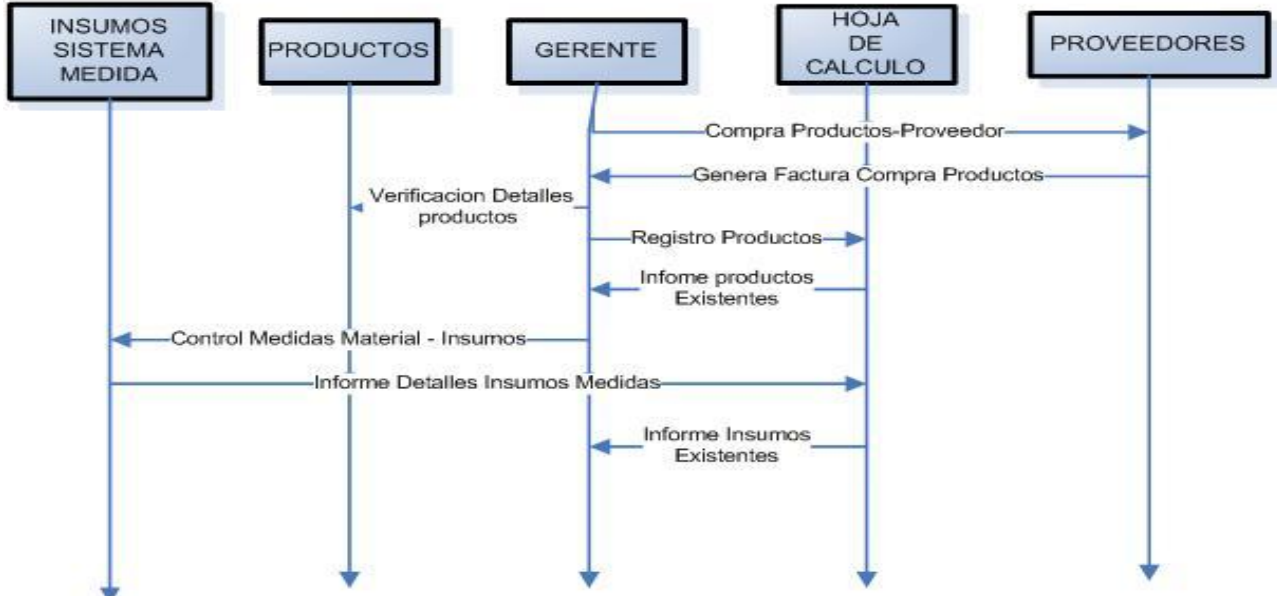 INSUMOS
SISTEMA
MEDIDA
PRODUCTOS
GERENTE
HOJA
DE
CALCULO
PROVEEDORES
Compra Productos-Proveedor
Genera Factura Compra Productos
Verificacion Detalles
productos
Registro Productos
Infome productos
Existentes
Control Medidas Material - Insumos
Informe Detalles Insumos Medidas
Informe Insumos
Existentes